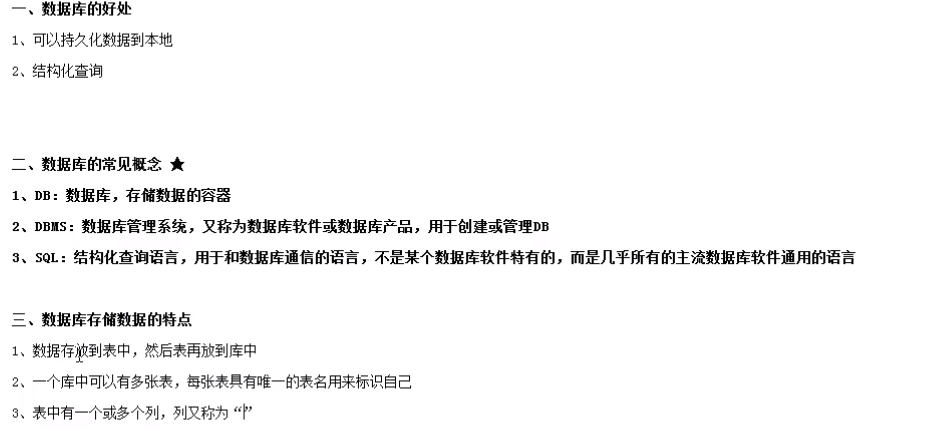 一、数据库的好处
1、可以持久化数据到本地
2、结构化查询
二、数据库的常见概念 ★
1、DB：数据库，存储数据的容器
2、DBMS：数据库管理系统，又称为数据库软件或数据库产品，用于创建或管理DB
3、SQL：结构化查询语言，用于和数据库通信的语言，不是某个数据库软件特有的，而是几乎所有的主流数据库软件通用的语言
三、数据库存储数据的特点
1、数据存放到表中，然后表再放到库中
2、一个库中可以有多张表，每张表具有唯一的表名用来标识自己
3、表中有一个或多个列，列又称为“”